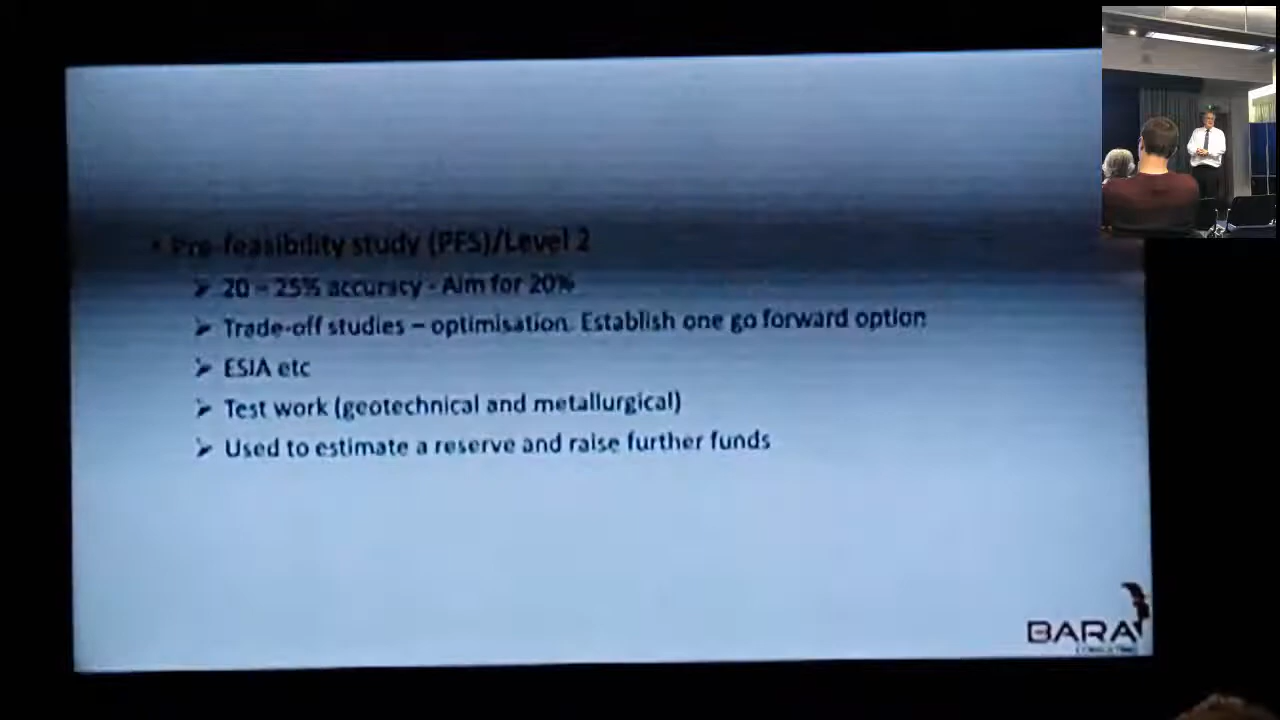 • Pre-feasibility study (PFS)/Level 2
➢ 20 – 25% accuracy - Aim for 20%
➢ Trade-off studies – optimisation. Establish one go forward option
➢ ESIA etc
➢ Test work (geotechnical and metallurgical)
➢ Used to estimate a reserve and raise further funds
BARA
CONSULTING